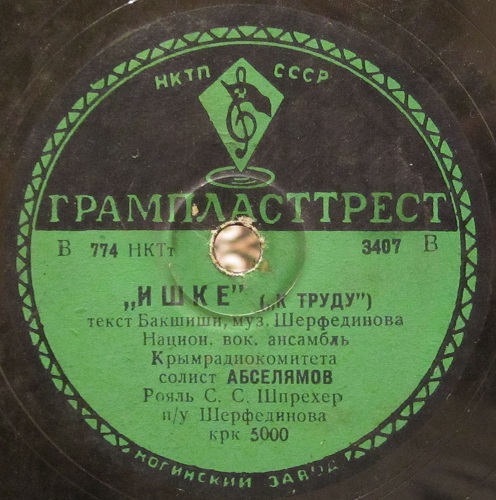 НКТП СССР
ГРАМПЛАСТТРЕСТ
В 774 НКТт 3407 В
„ИШКЕ" („К ТРУДУ")
текст Бакшиши, муз. Шерфединова
Национ. вок. ансамбль
Крымрадиокомитета
солист АБСЕЛЯМОВ
Рояль С. С. Шпрехер
п/у Шерфединова
крк 5000
НОГИНСКИЙ ЗАВОД